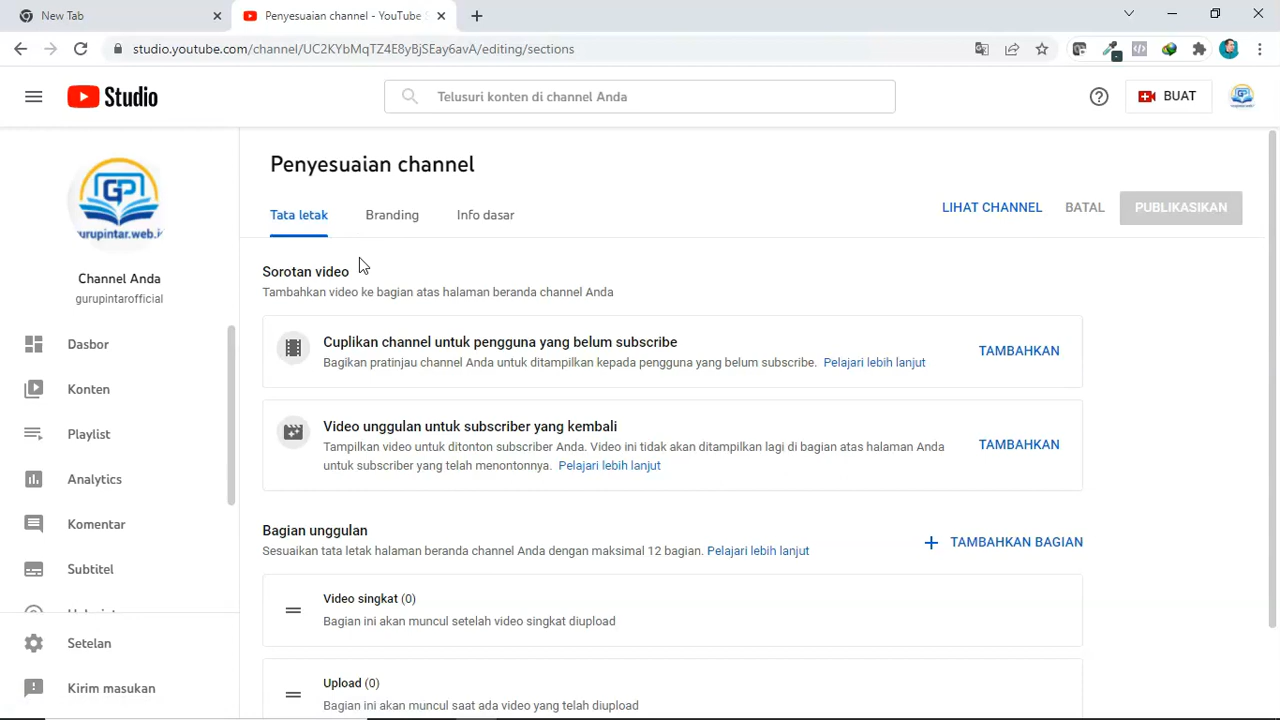 New Tab
Penyesuaian channel - YouTube
studio.youtube.com/channel/UC2KYbMqTZ4E8yBjSEay6avA/editing/sections
Studio
Telusuri konten di channel Anda
BUAT
GP
urupintar.web.i
Channel Anda
gurupintarofficial
Dasbor
Konten
Playlist
Analytics
Komentar
Subtitel
Setelan
Kirim masukan
Penyesuaian channel
Tata letak
Branding
Info dasar
LIHAT CHANNEL
BATAL
PUBLIKASIKAN
Sorotan video
Tambahkan video ke bagian atas halaman beranda channel Anda
Cuplikan channel untuk pengguna yang belum subscribe
Bagikan pratinjau channel Anda untuk ditampilkan kepada pengguna yang belum subscribe. Pelajari lebih lanjut
TAMBAHKAN
Video unggulan untuk subscriber yang kembali
Tampilkan video untuk ditonton subscriber Anda. Video ini tidak akan ditampilkan lagi di bagian atas halaman Anda
untuk subscriber yang telah menontonnya. Pelajari lebih lanjut
TAMBAHKAN
Bagian unggulan
Sesuaikan tata letak halaman beranda channel Anda dengan maksimal 12 bagian. Pelajari lebih lanjut
TAMBAHKAN BAGIAN
Video singkat (0)
Bagian ini akan muncul setelah video singkat diupload
Upload (0)
Bagian ini akan muncul saat ada video yang telah diupload